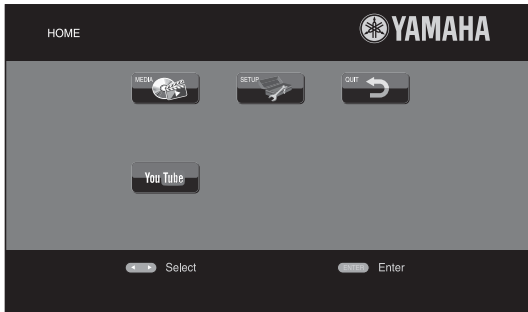 HOME
YAMAHA
MEDIA
SETUP
QUIT
You Tube
Select
ENTER Enter